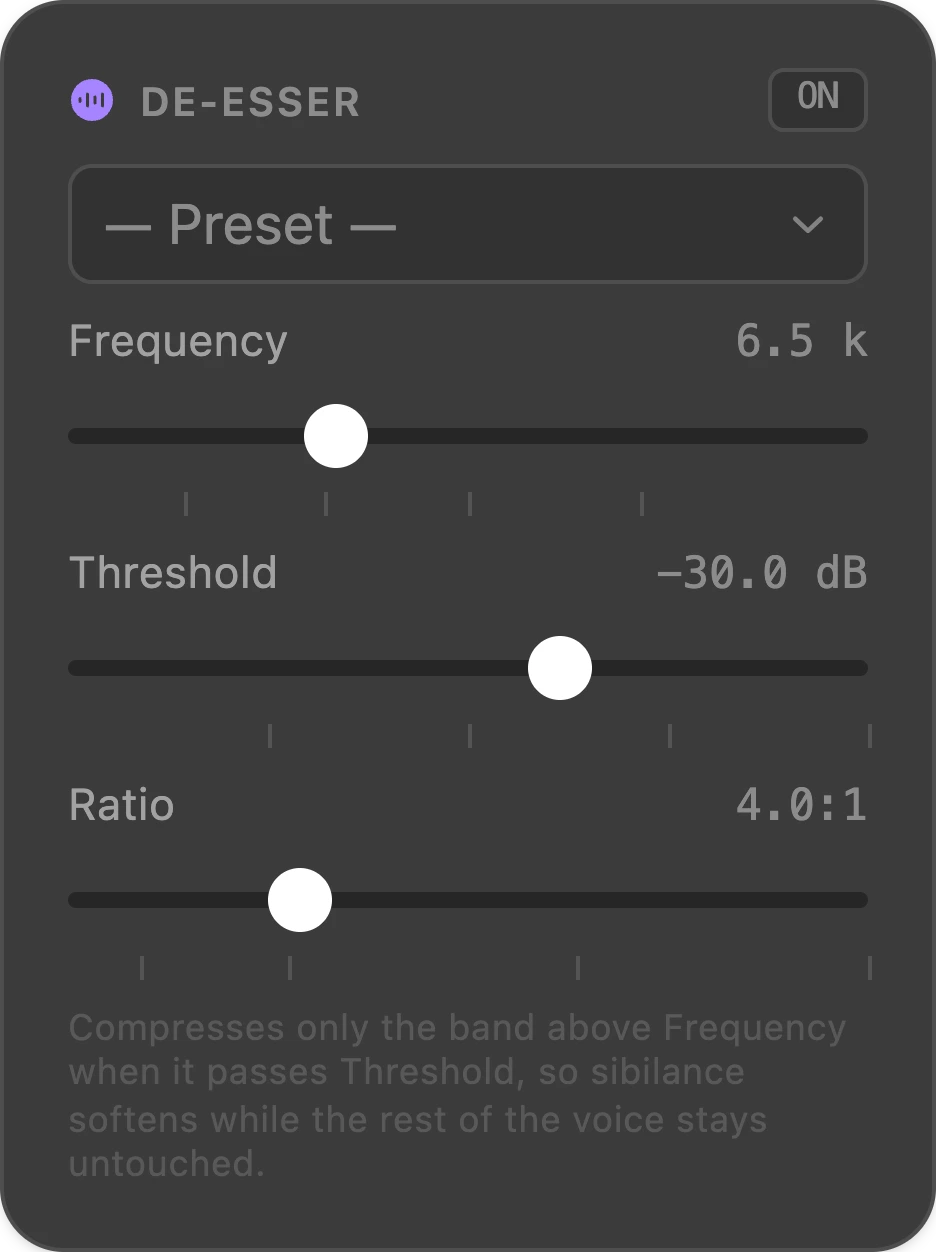 DE-ESSER
ON
— Preset —
Frequency
6.5 k
Threshold
−30.0 dB
Ratio
4.0:1
Compresses only the band above Frequency
when it passes Threshold, so sibilance
softens while the rest of the voice stays
untouched.